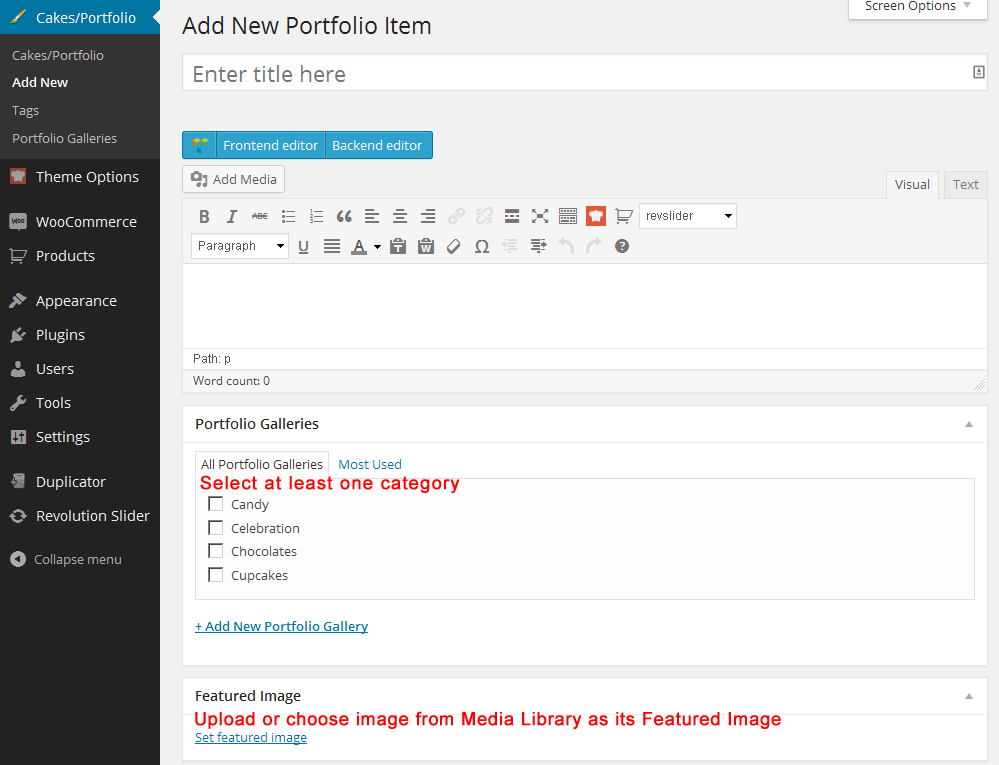 Cakes/Portfolio
Cakes/Portfolio
Add New
Tags
Portfolio Galleries
Theme Options
WooCommerce
Products
Appearance
Plugins
Users
Tools
Settings
Duplicator
Revolution Slider
Collapse menu
Screen Options
Add New Portfolio Item
Enter title here
Frontend editor Backend editor
Add Media
Visual Text
B I ABC revslider
Paragraph U A T W Ω ?
Path: p
Word count: 0
Portfolio Galleries
All Portfolio Galleries Most Used
Select at least one category
Candy
Celebration
Chocolates
Cupcakes
+ Add New Portfolio Gallery
Featured Image
Upload or choose image from Media Library as its Featured Image
Set featured image